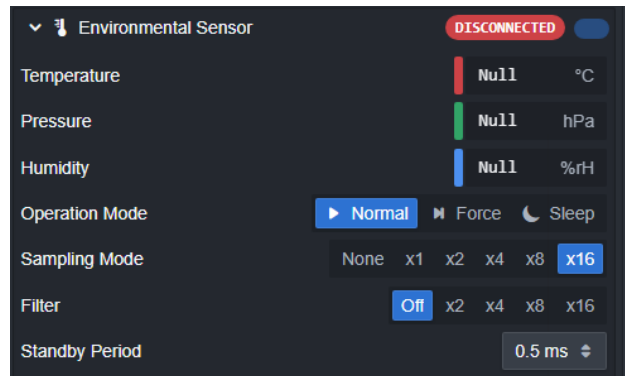 Environmental Sensor DISCONNECTED
Temperature Null °C
Pressure Null hPa
Humidity Null %rH
Operation Mode Normal Force Sleep
Sampling Mode None x1 x2 x4 x8 x16
Filter Off x2 x4 x8 x16
Standby Period 0.5 ms